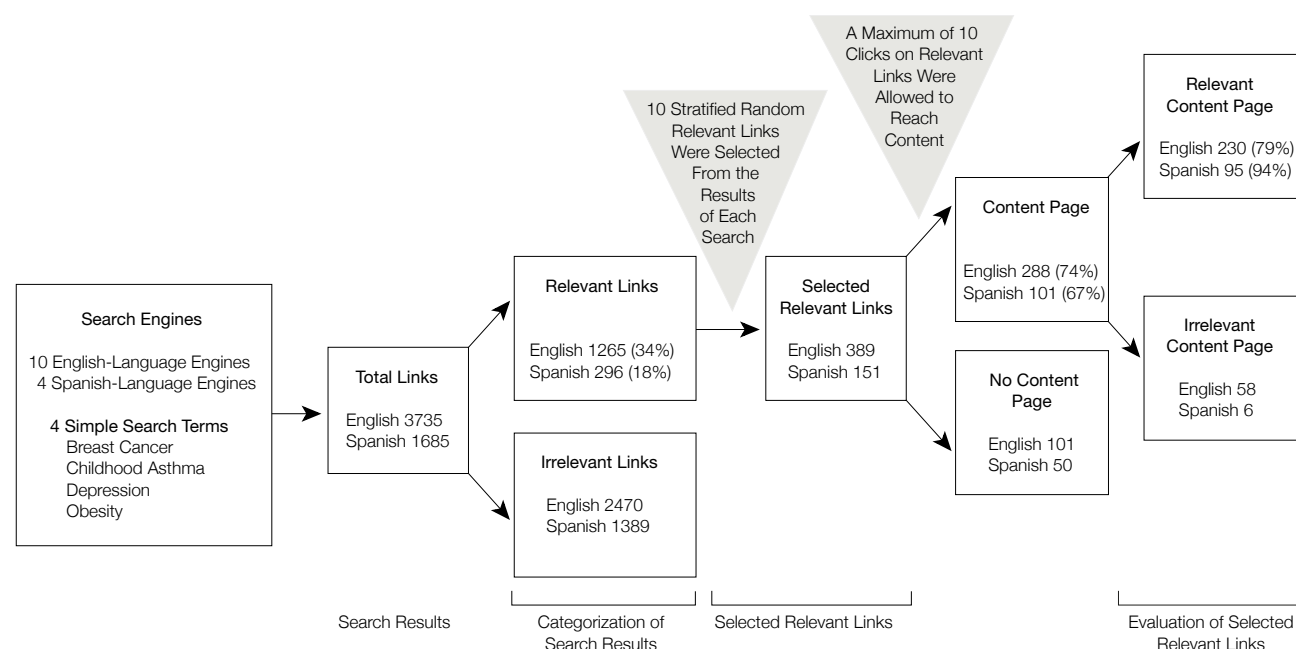 Search Engines
10 English-Language Engines
4 Spanish-Language Engines
4 Simple Search Terms
Breast Cancer
Childhood Asthma
Depression
Obesity
Total Links
English 3735
Spanish 1685
Relevant Links
English 1265 (34%)
Spanish 296 (18%)
Irrelevant Links
English 2470
Spanish 1389
10 Stratified Random
Relevant Links
Were Selected
From the
Results
of Each
Search
Selected
Relevant Links
English 389
Spanish 151
A Maximum of 10
Clicks on Relevant
Links Were
Allowed to
Reach
Content
Content Page
English 288 (74%)
Spanish 101 (67%)
No Content
Page
English 101
Spanish 50
Relevant
Content Page
English 230 (79%)
Spanish 95 (94%)
Irrelevant
Content Page
English 58
Spanish 6
Search Results
Categorization of
Search Results
Selected Relevant Links
Evaluation of Selected
Relevant Links